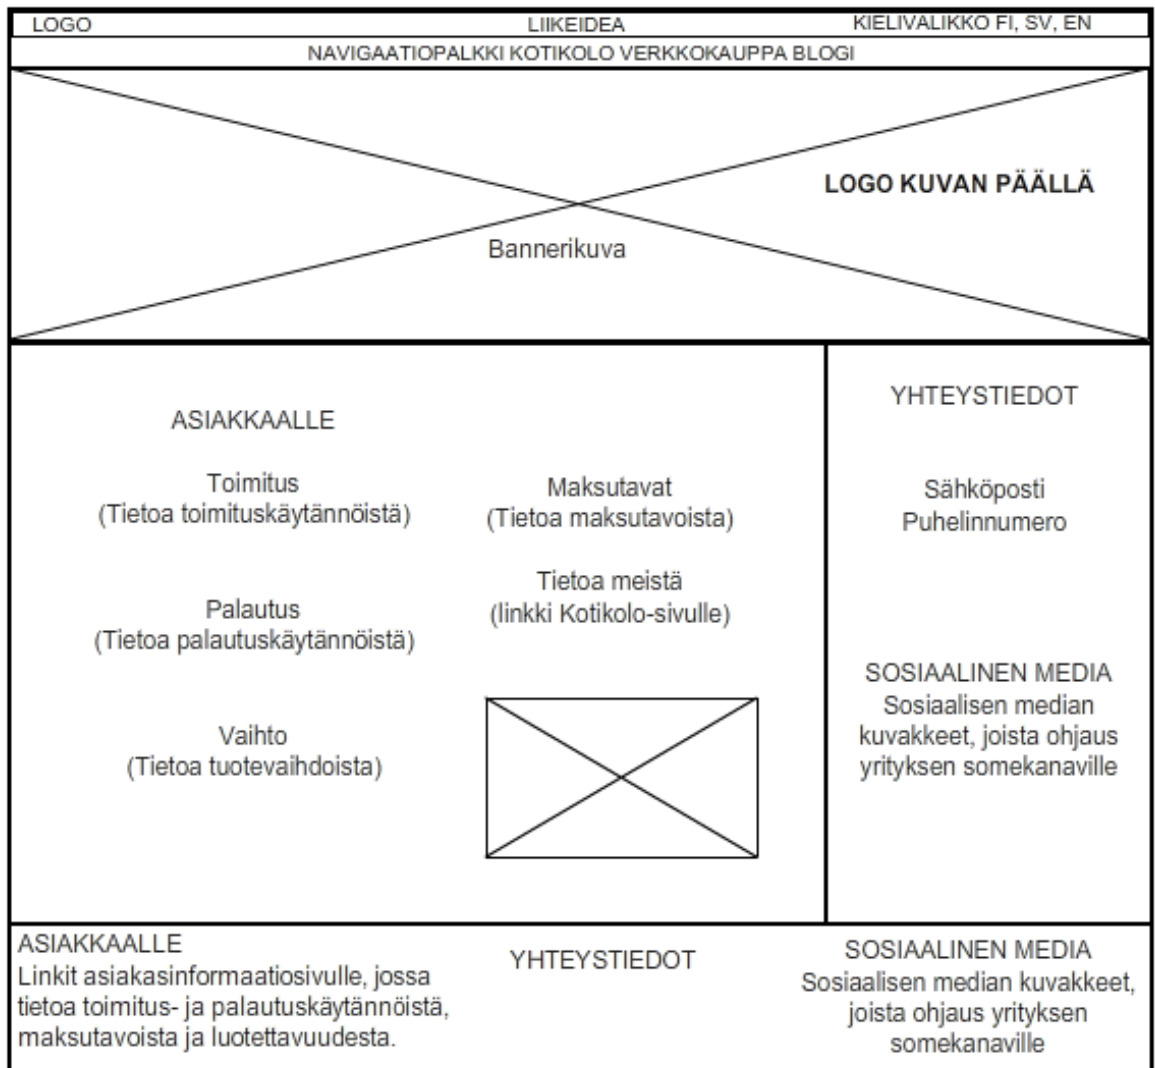 LOGO LIIKEIDEA KIELIVALIKKO FI, SV, EN
NAVIGAATIOPALKKI KOTIKOLO VERKKOKAUPPA BLOGI
LOGO KUVAN PÄÄLLÄ
Bannerikuva
ASIAKKAALLE
Toimitus
(Tietoa toimituskäytännöistä)
Palautus
(Tietoa palautuskäytännöistä)
Vaihto
(Tietoa tuotevaihdoista)
Maksutavat
(Tietoa maksutavoista)
Tietoa meistä
(linkki Kotikolo-sivulle)
YHTEYSTIEDOT
Sähköposti
Puhelinnumero
SOSIAALINEN MEDIA
Sosiaalisen median
kuvakkeet, joista ohjaus
yrityksen somekanaville
ASIAKKAALLE
Linkit asiakasinformaatiosivulle, jossa
tietoa toimitus- ja palautuskäytännöistä,
maksutavoista ja luotettavuudesta.
YHTEYSTIEDOT
SOSIAALINEN MEDIA
Sosiaalisen median kuvakkeet,
joista ohjaus yrityksen
somekanaville